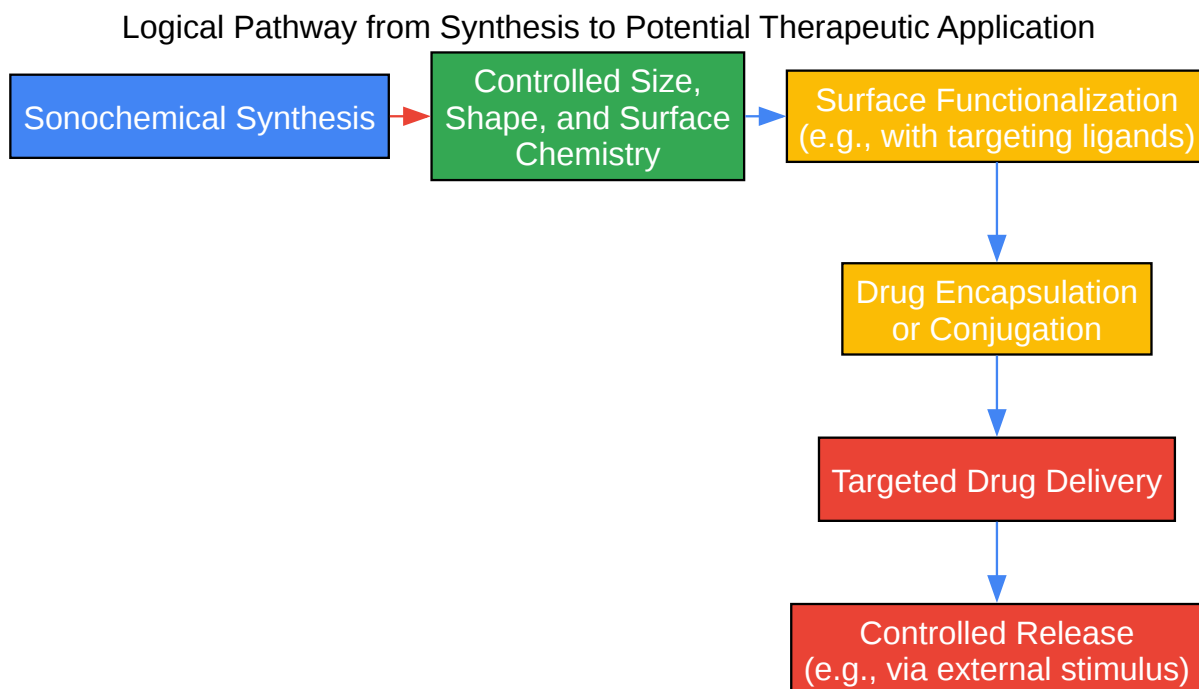 Logical Pathway from Synthesis to Potential Therapeutic Application
Sonochemical Synthesis
Controlled Size,
Shape, and Surface
Chemistry
Surface Functionalization
(e.g., with targeting ligands)
Drug Encapsulation
or Conjugation
Targeted Drug Delivery
Controlled Release
(e.g., via external stimulus)